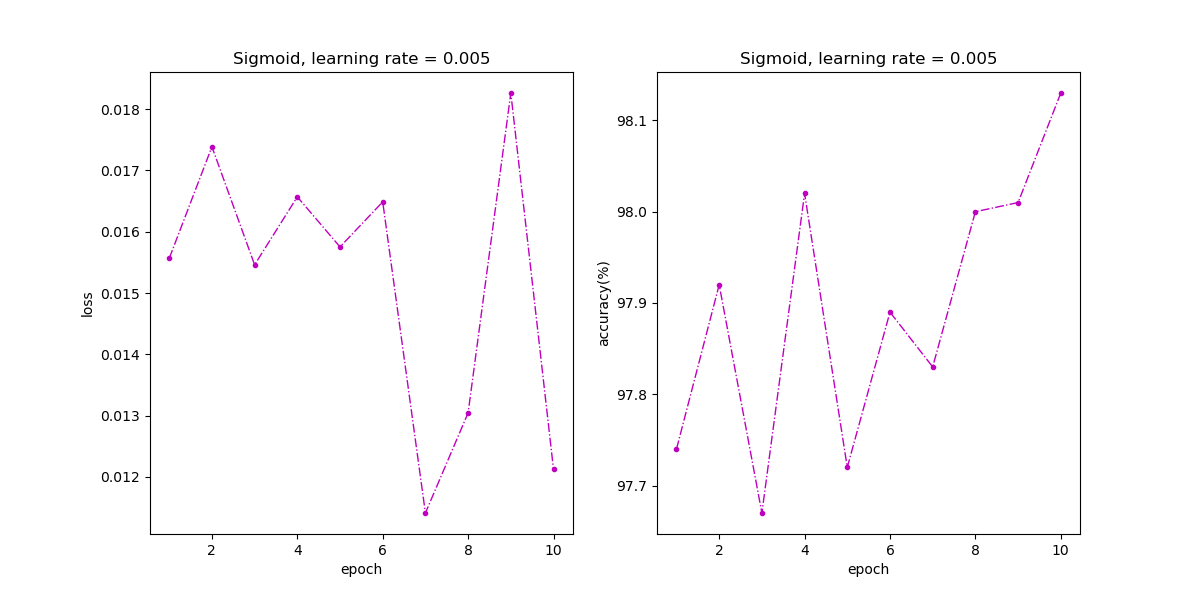 Sigmoid, learning rate = 0.005
0.018
0.017
0.016
0.015
0.014
0.013
0.012
loss
2 4 6 8 10
epoch
Sigmoid, learning rate = 0.005
98.1
98.0
97.9
97.8
97.7
accuracy(%)
2 4 6 8 10
epoch